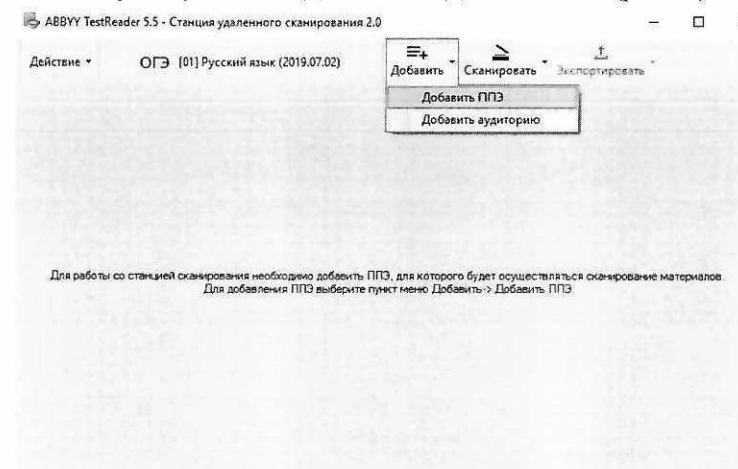 ABBYY TestReader 5.5 - Станция удаленного сканирования 2.0
Действие
ОГЭ [01] Русский язык (2019.07.02)
Добавить
Сканировать
Экспортировать
Добавить ППЭ
Добавить аудиторию
Для работы со станцией сканирования необходимо добавить ППЭ, для которого будет осуществляться сканирование материалов.
Для добавления ППЭ выберите пункт меню Добавить-> Добавить ППЭ